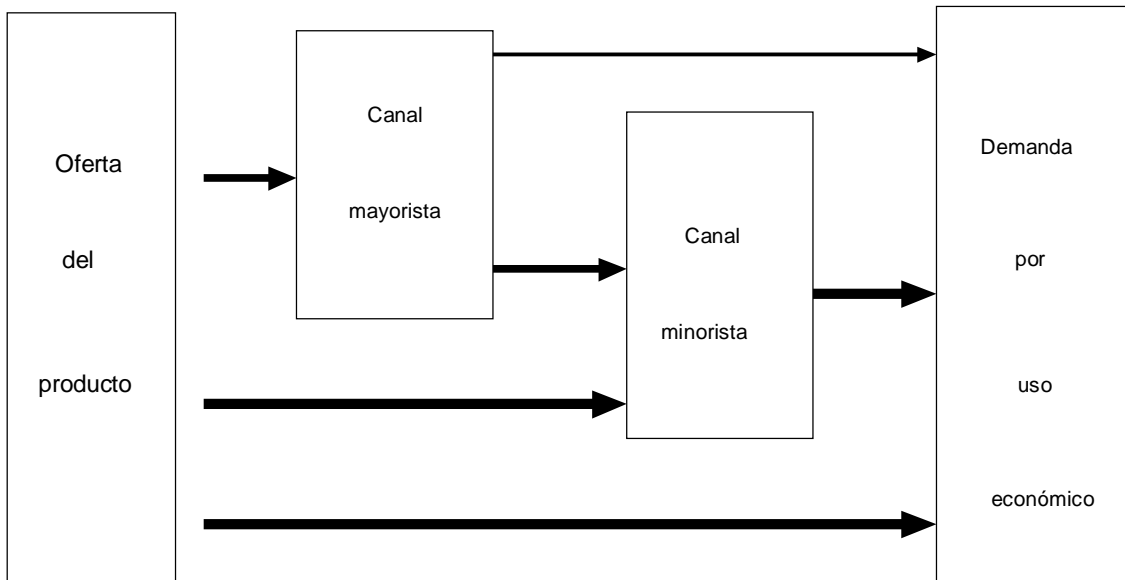 Oferta
del
producto
Canal
mayorista
Canal
minorista
Demanda
por
uso
económico